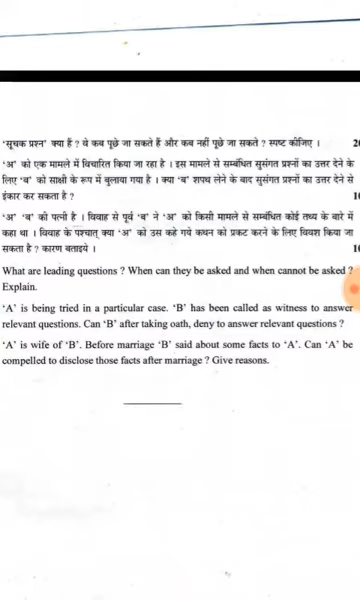 'सूचक प्रश्न' क्या हैं ? वे कब पूछे जा सकते हैं और कब नहीं पूछे जा सकते ? स्पष्ट कीजिए । 20
'अ' को एक मामले में विचारित किया जा रहा है । इस मामले से सम्बंधित सुसंगत प्रश्नों का उत्तर देने के
लिए 'ब' को साक्षी के रूप में बुलाया गया है । क्या 'ब' शपथ लेने के बाद सुसंगत प्रश्नों का उत्तर देने से
इंकार कर सकता है ? 1
'अ' 'ब' की पत्नी है । विवाह से पूर्व 'ब' ने 'अ' को किसी मामले से सम्बंधित कोई तथ्य के बारे में
कहा था । विवाह के पश्चात् क्या 'अ' को उस कहे गये कथन को प्रकट करने के लिए विवश किया जा
सकता है ? कारण बताइये । 1
What are leading questions ? When can they be asked and when cannot be asked ?
Explain.
'A' is being tried in a particular case. 'B' has been called as witness to answer
relevant questions. Can 'B' after taking oath, deny to answer relevant questions ?
'A' is wife of 'B'. Before marriage 'B' said about some facts to 'A'. Can 'A' be
compelled to disclose those facts after marriage ? Give reasons.